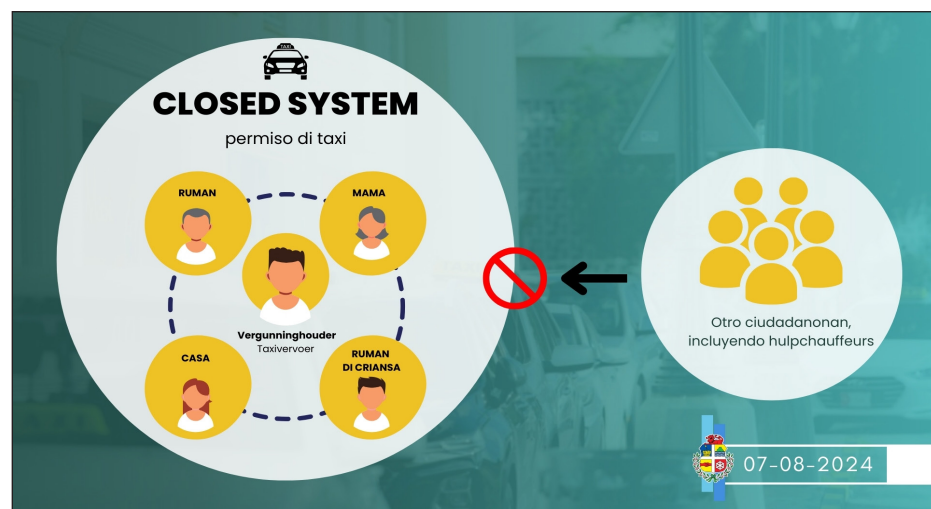 TAXI
CLOSED SYSTEM
permiso di taxi
RUMAN
MAMA
Vergunninghouder
Taxivervoer
CASA
RUMAN
DI CRIANSA
Otro ciudadanonan,
incluyendo hulpchauffeurs
07-08-2024